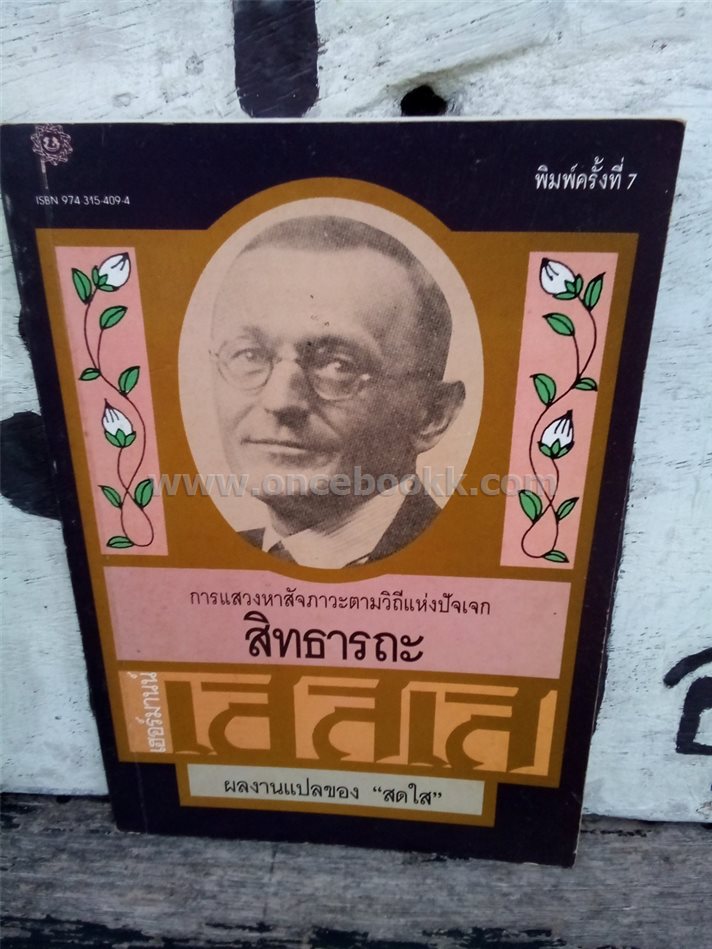 พิมพ์ครั้งที่ 7
ISBN 974 315-409-4
www.oncebookk.com
การแสวงหาสัจภาวะตามวิถีแห่งปัจเจก
สิทธารถะ
เฮอร์มานน์
เฮสเส
ผลงานแปลของ “สดใส”